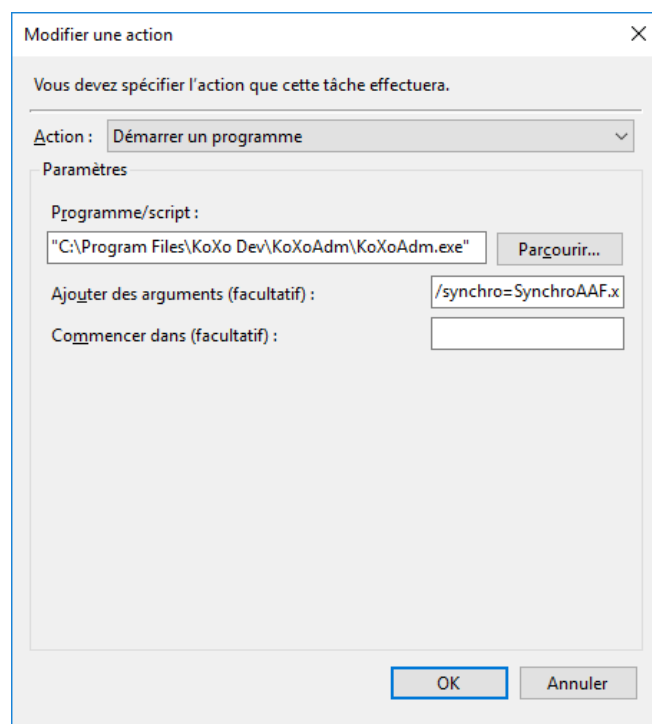 Modifier une action
Vous devez spécifier l'action que cette tâche effectuera.
Action : Démarrer un programme
Paramètres
Programme/script :
"C:\Program Files\KoXo Dev\KoXoAdm\KoXoAdm.exe" Parcourir...
Ajouter des arguments (facultatif) : /synchro=SynchroAAF.x
Commencer dans (facultatif) :
OK Annuler